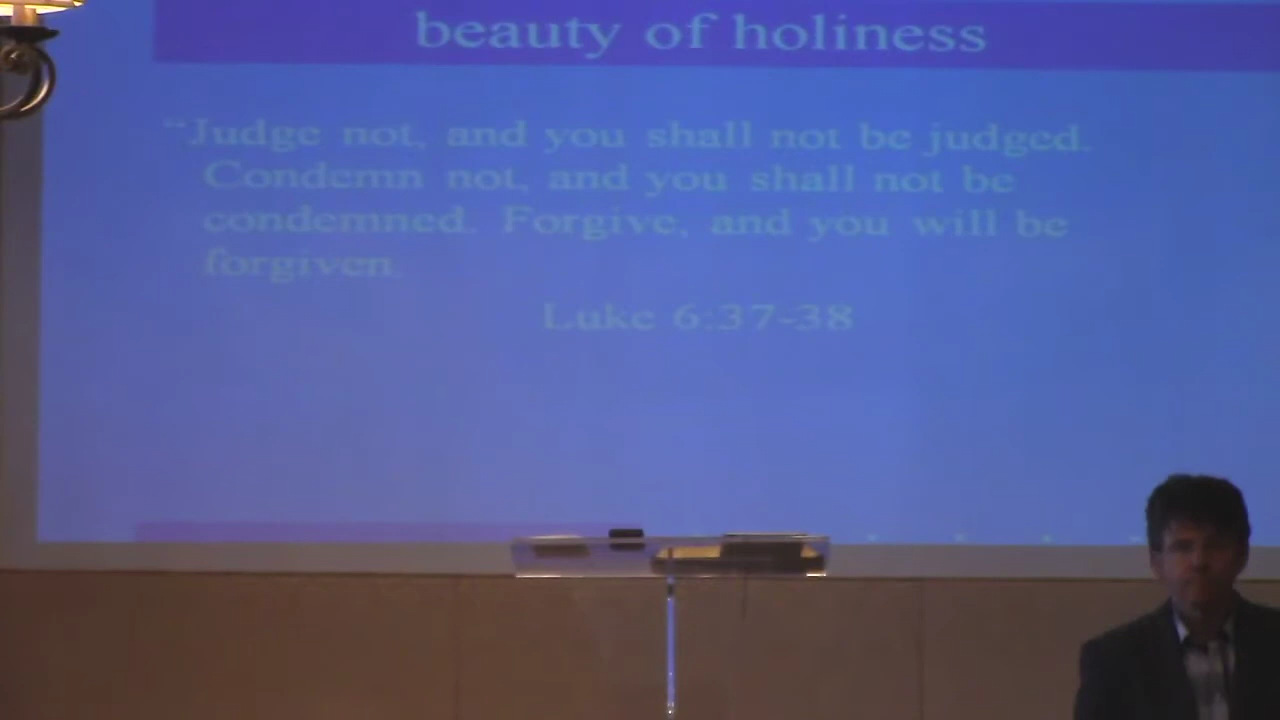 beauty of holiness
“Judge not, and you shall not be judged.
Condemn not, and you shall not be
condemned. Forgive, and you will be
forgiven.
Luke 6:37-38